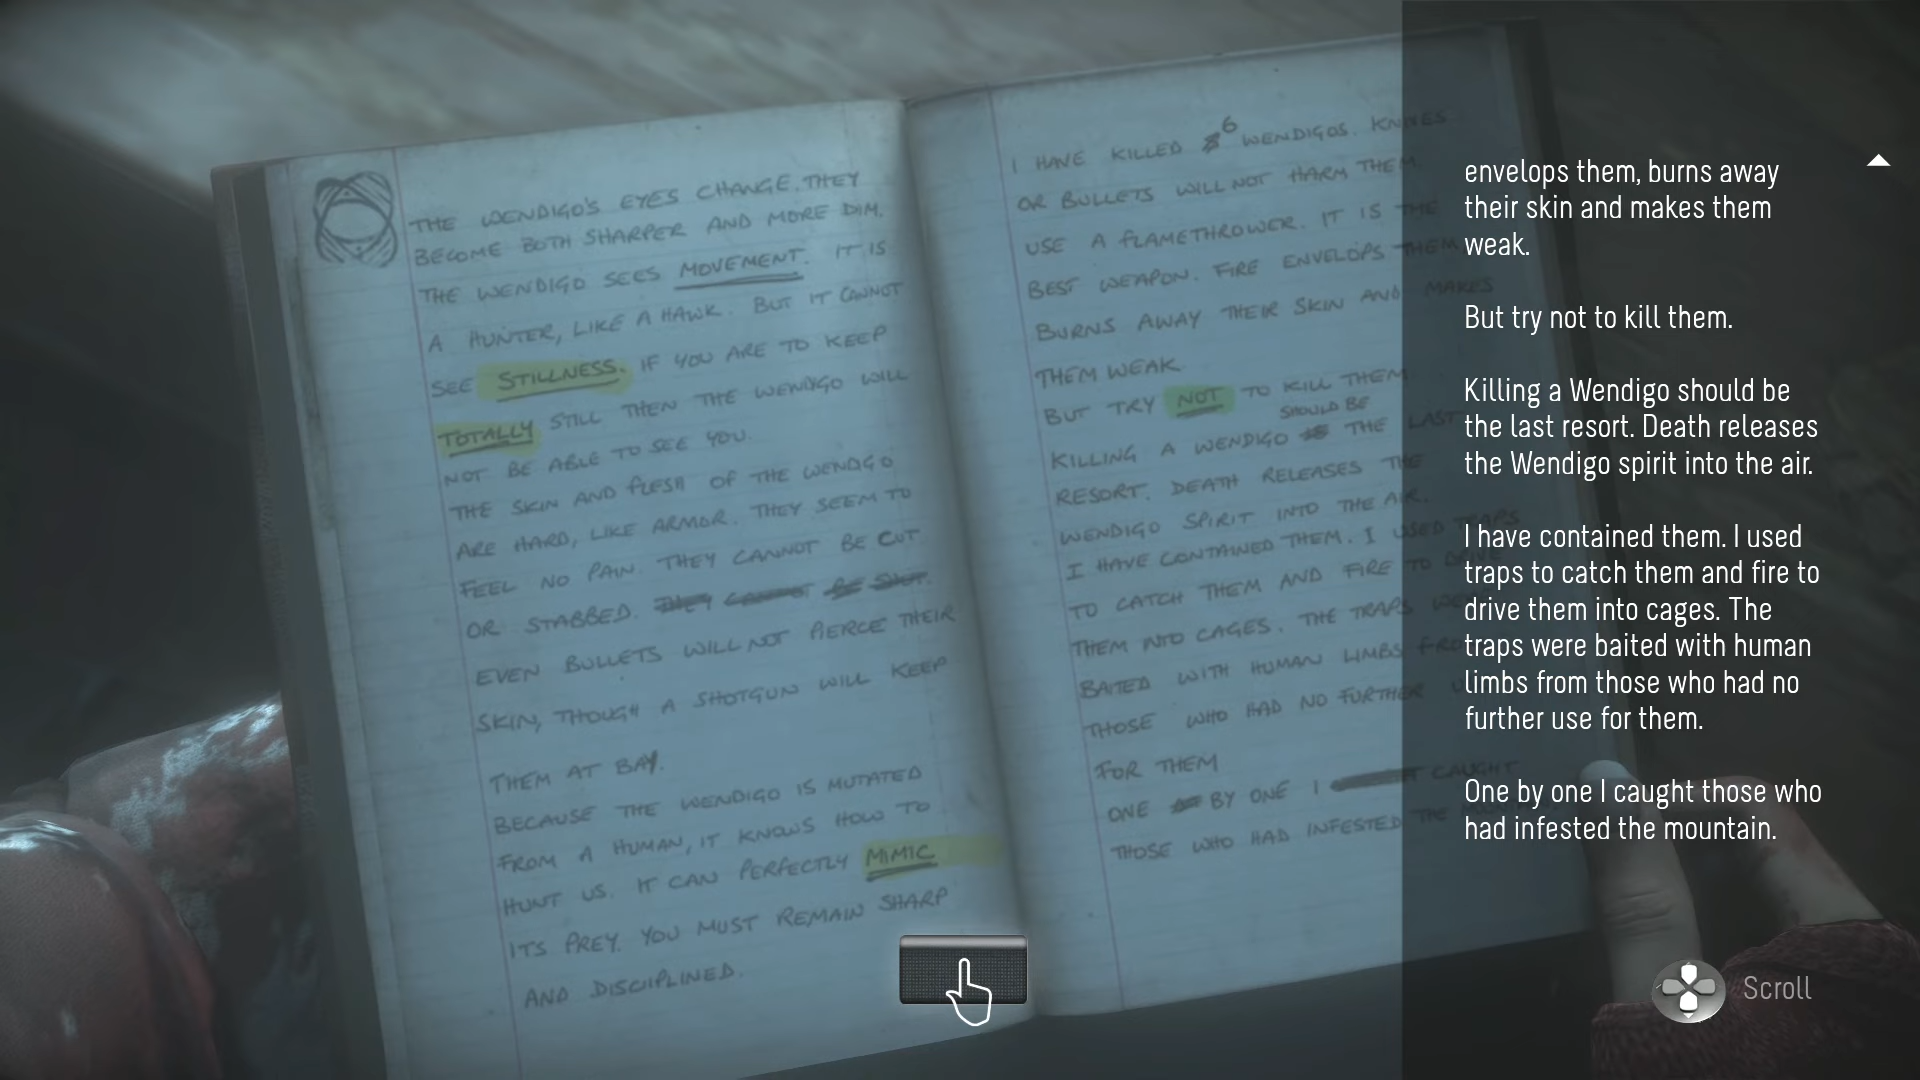 THE WENDIGO'S EYES CHANGE. THEY
BECOME BOTH SHARPER AND MORE DIM.
THE WENDIGO SEES MOVEMENT. IT IS
A HUNTER, LIKE A HAWK. BUT IT CANNOT
SEE STILLNESS. IF YOU ARE TO KEEP
TOTALLY STILL THEN THE WENDIGO WILL
NOT BE ABLE TO SEE YOU.
THE SKIN AND FLESH OF THE WENDIGO
ARE HARD, LIKE ARMOR. THEY SEEM TO
FEEL NO PAIN. THEY CANNOT BE CUT
OR STABBED. THEY CANNOT BE SHOT.
EVEN BULLETS WILL NOT PIERCE THEIR
SKIN, THOUGH A SHOTGUN WILL KEEP
THEM AT BAY.
BECAUSE THE WENDIGO IS MUTATED
FROM A HUMAN, IT KNOWS HOW TO
HUNT US. IT CAN PERFECTLY MIMIC
ITS PREY. YOU MUST REMAIN SHARP
AND DISCIPLINED.
I HAVE KILLED 6 WENDIGOS. KNIVES
OR BULLETS WILL NOT HARM THEM
USE A FLAMETHROWER. IT IS THE
BEST WEAPON. FIRE ENVELOPS THEM,
BURNS AWAY THEIR SKIN AND MAKES
THEM WEAK.
BUT TRY NOT TO KILL THEM
SHOULD BE
KILLING A WENDIGO THE LAST
RESORT. DEATH RELEASES THE
WENDIGO SPIRIT INTO THE AIR.
I HAVE CONTAINED THEM. I USED TRAPS
TO CATCH THEM AND FIRE TO DRIVE
THEM INTO CAGES. THE TRAPS WERE
BAITED WITH HUMAN LIMBS FROM
THOSE WHO HAD NO FURTHER USE
FOR THEM
ONE BY ONE I CAUGHT
THOSE WHO HAD INFESTED THE MOUNTAIN
envelops them, burns away
their skin and makes them
weak.
But try not to kill them.
Killing a Wendigo should be
the last resort. Death releases
the Wendigo spirit into the air.
I have contained them. I used
traps to catch them and fire to
drive them into cages. The
traps were baited with human
limbs from those who had no
further use for them.
One by one I caught those who
had infested the mountain.
Scroll